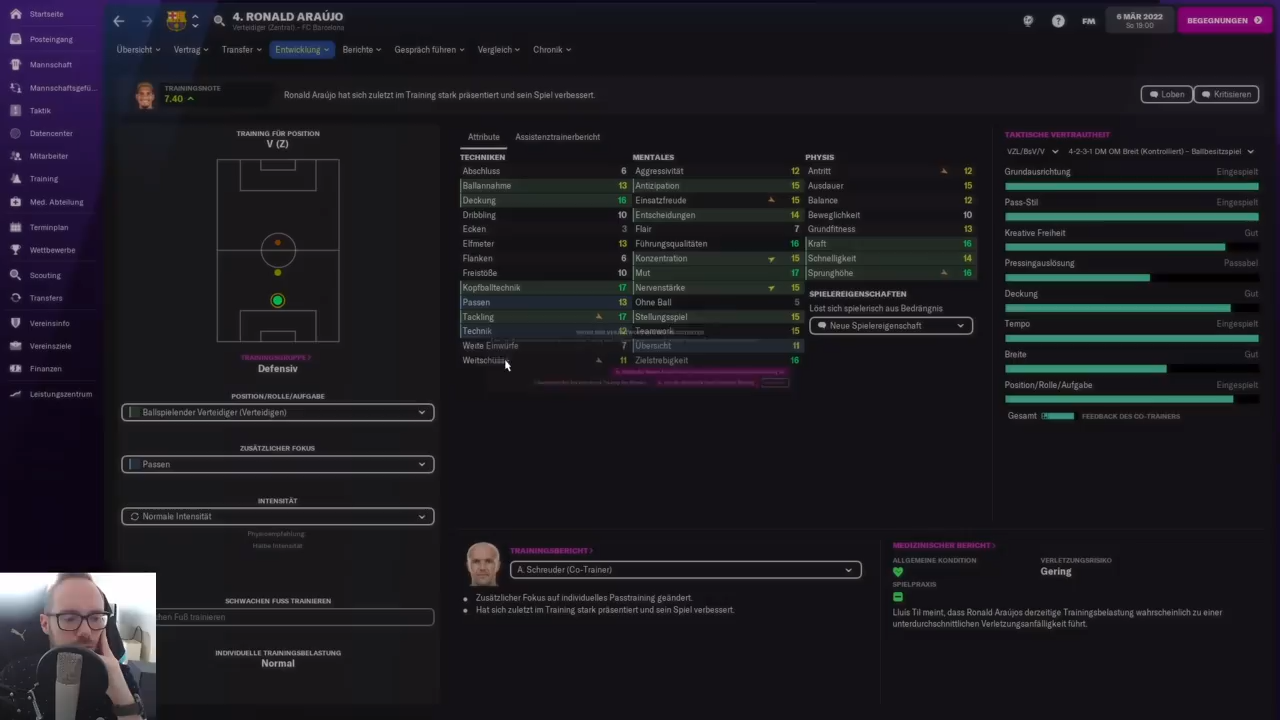 Startseite
Posteingang
Mannschaft
Mannschaftsgefü...
Taktik
Datencenter
Mitarbeiter
Training
Med. Abteilung
Terminplan
Wettbewerbe
Scouting
Transfers
Vereinsinfo
Vereinsziele
Finanzen
Leistungszentrum
4. RONALD ARAÚJO
Verteidiger (Zentral) - FC Barcelona
FM
6 MÄR 2022
So 19:00
BEGEGNUNGEN
Übersicht
Vertrag
Transfer
Entwicklung
Berichte
Gespräch führen
Vergleich
Chronik
TRAININGSNOTE
7.40
Ronald Araújo hat sich zuletzt im Training stark präsentiert und sein Spiel verbessert.
Loben
Kritisieren
TRAINING FÜR POSITION
V (Z)
TRAININGSGRUPPE >
Defensiv
POSITION/ROLLE/AUFGABE
Ballspielender Verteidiger (Verteidigen)
ZUSÄTZLICHER FOKUS
Passen
INTENSITÄT
Normale Intensität
Physioempfehlung:
Halbe Intensität
SCHWACHEN FUSS TRAINIEREN
chen Fuß trainieren
INDIVIDUELLE TRAININGSBELASTUNG
Normal
Attribute
Assistenztrainerbericht
TECHNIKEN
Abschluss 6
Ballannahme 13
Deckung 16
Dribbling 10
Ecken 3
Elfmeter 13
Flanken 6
Freistöße 10
Kopfballtechnik 17
Passen 13
Tackling 17
Technik 12
Weite Einwürfe 7
Weitschüsse 11
MENTALES
Aggressivität 12
Antizipation 15
Einsatzfreude 15
Entscheidungen 14
Flair 7
Führungsqualitäten 16
Konzentration 15
Mut 17
Nervenstärke 15
Ohne Ball 5
Stellungsspiel 15
Teamwork 15
Übersicht 11
Zielstrebigkeit 16
PHYSIS
Antritt 12
Ausdauer 15
Balance 12
Beweglichkeit 10
Grundfitness 13
Kraft 16
Schnelligkeit 14
Sprunghöhe 16
SPIELEREIGENSCHAFTEN
Löst sich spielerisch aus Bedrängnis
Neue Spielereigenschaft
TAKTISCHE VERTRAUTHEIT
VZL/BsV/V
4-2-3-1 DM OM Breit (Kontrolliert) - Ballbesitzspiel
Grundausrichtung Eingespielt
Pass-Stil Eingespielt
Kreative Freiheit Gut
Pressingauslösung Passabel
Deckung Gut
Tempo Eingespielt
Breite Gut
Position/Rolle/Aufgabe Eingespielt
Gesamt
FEEDBACK DES CO-TRAINERS
TRAININGSBERICHT >
A. Schreuder (Co-Trainer)
Zusätzlicher Fokus auf individuelles Passtraining geändert.
Hat sich zuletzt im Training stark präsentiert und sein Spiel verbessert.
MEDIZINISCHER BERICHT >
ALLGEMEINE KONDITION
SPIELPRAXIS
VERLETZUNGSRISIKO
Gering
Lluis Til meint, dass Ronald Araújos derzeitige Trainingsbelastung wahrscheinlich zu einer
unterdurchschnittlichen Verletzungsanfälligkeit führt.